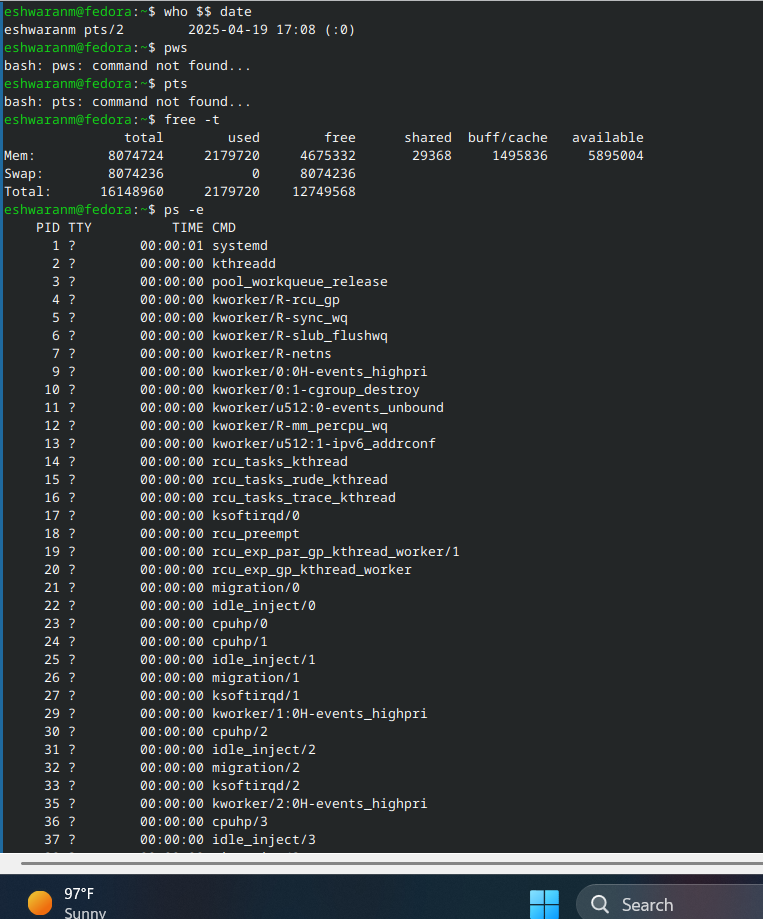 eshwaranm@fedora:~$ who $$ date
eshwaranm pts/2        2025-04-19 17:08 (:0)
eshwaranm@fedora:~$ pws
bash: pws: command not found...
eshwaranm@fedora:~$ pts
bash: pts: command not found...
eshwaranm@fedora:~$ free -t
               total        used        free      shared  buff/cache   available
Mem:         8074724     2179720     4675332       29368     1495836     5895004
Swap:        8074236           0     8074236
Total:      16148960     2179720    12749568
eshwaranm@fedora:~$ ps -e
    PID TTY          TIME CMD
      1 ?        00:00:01 systemd
      2 ?        00:00:00 kthreadd
      3 ?        00:00:00 pool_workqueue_release
      4 ?        00:00:00 kworker/R-rcu_gp
      5 ?        00:00:00 kworker/R-sync_wq
      6 ?        00:00:00 kworker/R-slub_flushwq
      7 ?        00:00:00 kworker/R-netns
      9 ?        00:00:00 kworker/0:0H-events_highpri
     10 ?        00:00:00 kworker/0:1-cgroup_destroy
     11 ?        00:00:00 kworker/u512:0-events_unbound
     12 ?        00:00:00 kworker/R-mm_percpu_wq
     13 ?        00:00:00 kworker/u512:1-ipv6_addrconf
     14 ?        00:00:00 rcu_tasks_kthread
     15 ?        00:00:00 rcu_tasks_rude_kthread
     16 ?        00:00:00 rcu_tasks_trace_kthread
     17 ?        00:00:00 ksoftirqd/0
     18 ?        00:00:00 rcu_preempt
     19 ?        00:00:00 rcu_exp_par_gp_kthread_worker/1
     20 ?        00:00:00 rcu_exp_gp_kthread_worker
     21 ?        00:00:00 migration/0
     22 ?        00:00:00 idle_inject/0
     23 ?        00:00:00 cpuhp/0
     24 ?        00:00:00 cpuhp/1
     25 ?        00:00:00 idle_inject/1
     26 ?        00:00:00 migration/1
     27 ?        00:00:00 ksoftirqd/1
     29 ?        00:00:00 kworker/1:0H-events_highpri
     30 ?        00:00:00 cpuhp/2
     31 ?        00:00:00 idle_inject/2
     32 ?        00:00:00 migration/2
     33 ?        00:00:00 ksoftirqd/2
     35 ?        00:00:00 kworker/2:0H-events_highpri
     36 ?        00:00:00 cpuhp/3
     37 ?        00:00:00 idle_inject/3
97°F
Sunny
Search